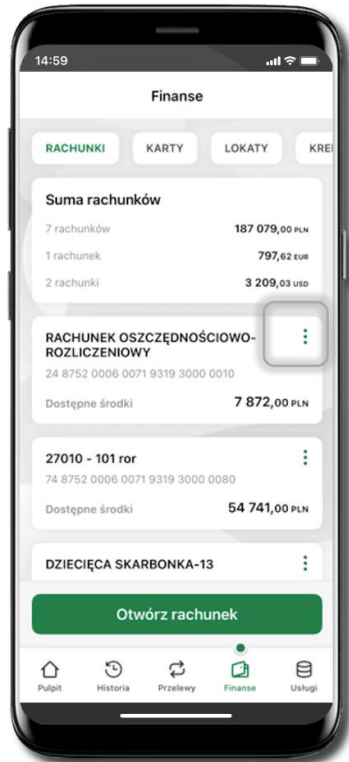 14:59
Finanse
RACHUNKI KARTY LOKATY KRE
Suma rachunków
7 rachunków 187 079,00 PLN
1 rachunek 797,62 EUR
2 rachunki 3 209,03 USD
RACHUNEK OSZCZĘDNOŚCIOWO-
ROZLICZENIOWY
24 8752 0006 0071 9319 3000 0010
Dostępne środki 7 872,00 PLN
27010 - 101 ror
74 8752 0006 0071 9319 3000 0080
Dostępne środki 54 741,00 PLN
DZIECIĘCA SKARBONKA-13
Otwórz rachunek
Pulpit Historia Przelewy Finanse Usługi